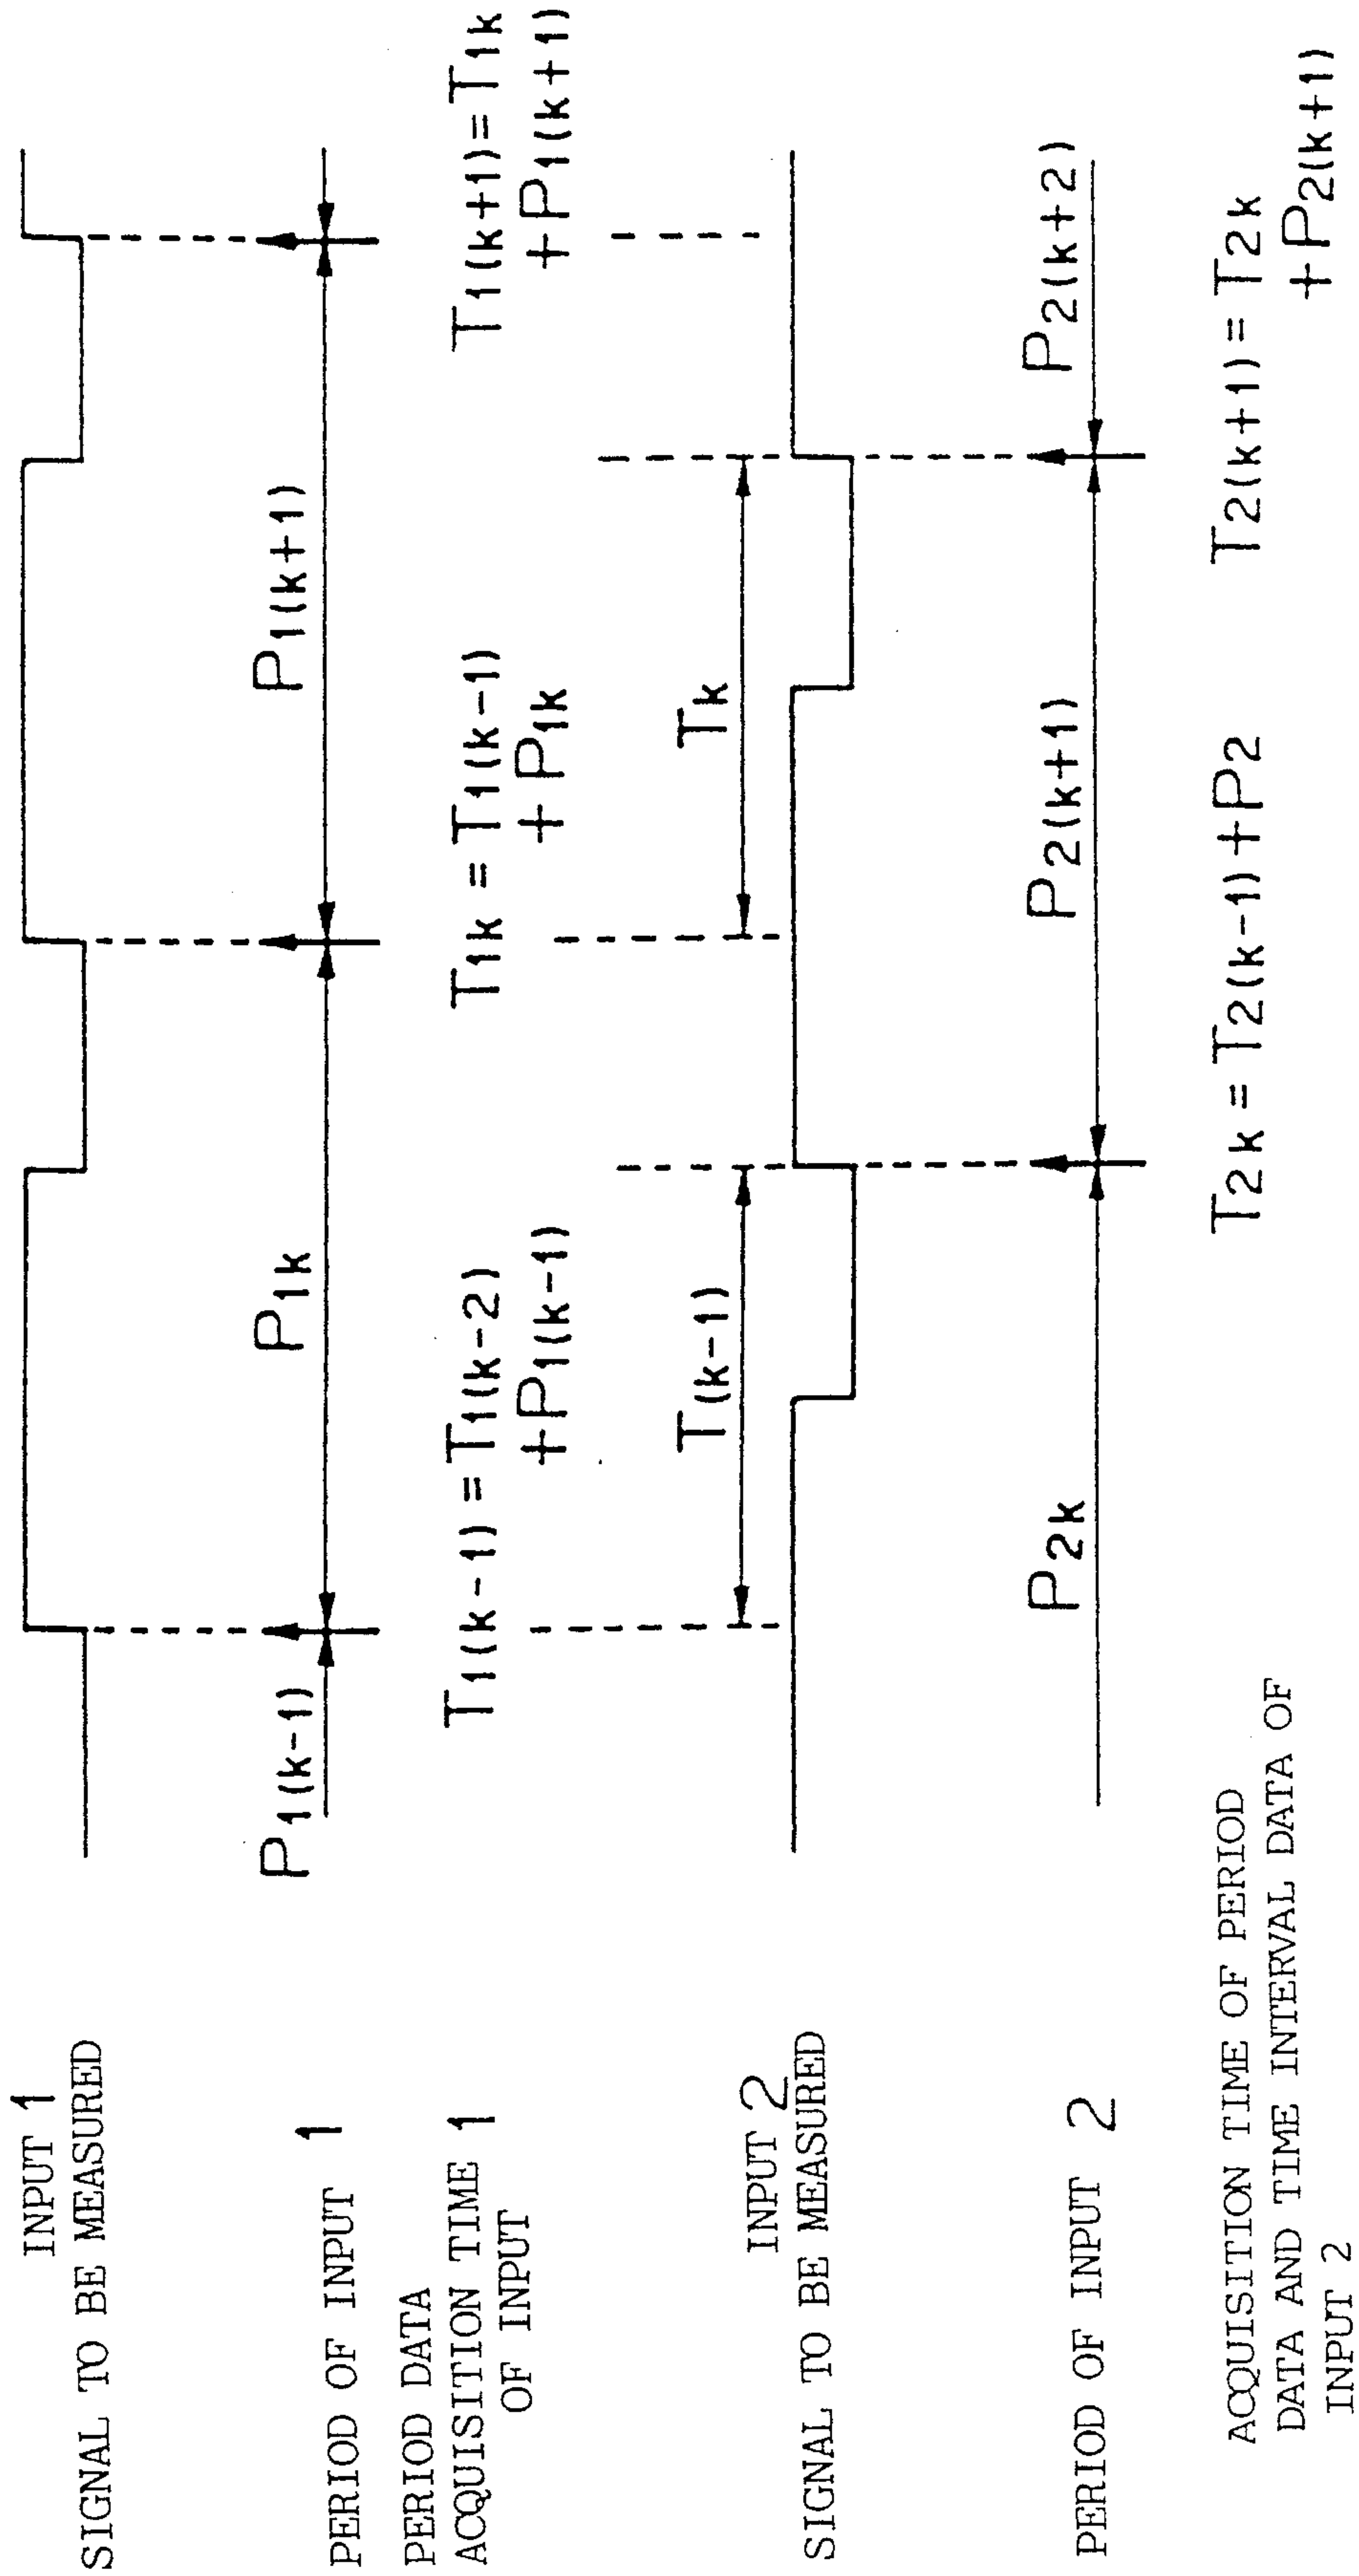 INPUT 1
SIGNAL TO BE MEASURED
PERIOD OF INPUT 1
P1(k-1)
P1k
P1(k+1)
PERIOD DATA
ACQUISITION TIME 1
OF INPUT
T1(k-1) = T1(k-2)
+P1(k-1)
T1k = T1(k-1)
+ P1k
T1(k+1) = T1k
+P1(k+1)
INPUT 2
SIGNAL TO BE MEASURED
T(k-1)
Tk
PERIOD OF INPUT 2
P2k
P2(k+1)
P2(k+2)
ACQUISITION TIME OF PERIOD
DATA AND TIME INTERVAL DATA OF
INPUT 2
T2k = T2(k-1) + P2
T2(k+1) = T2k
+ P2(k+1)